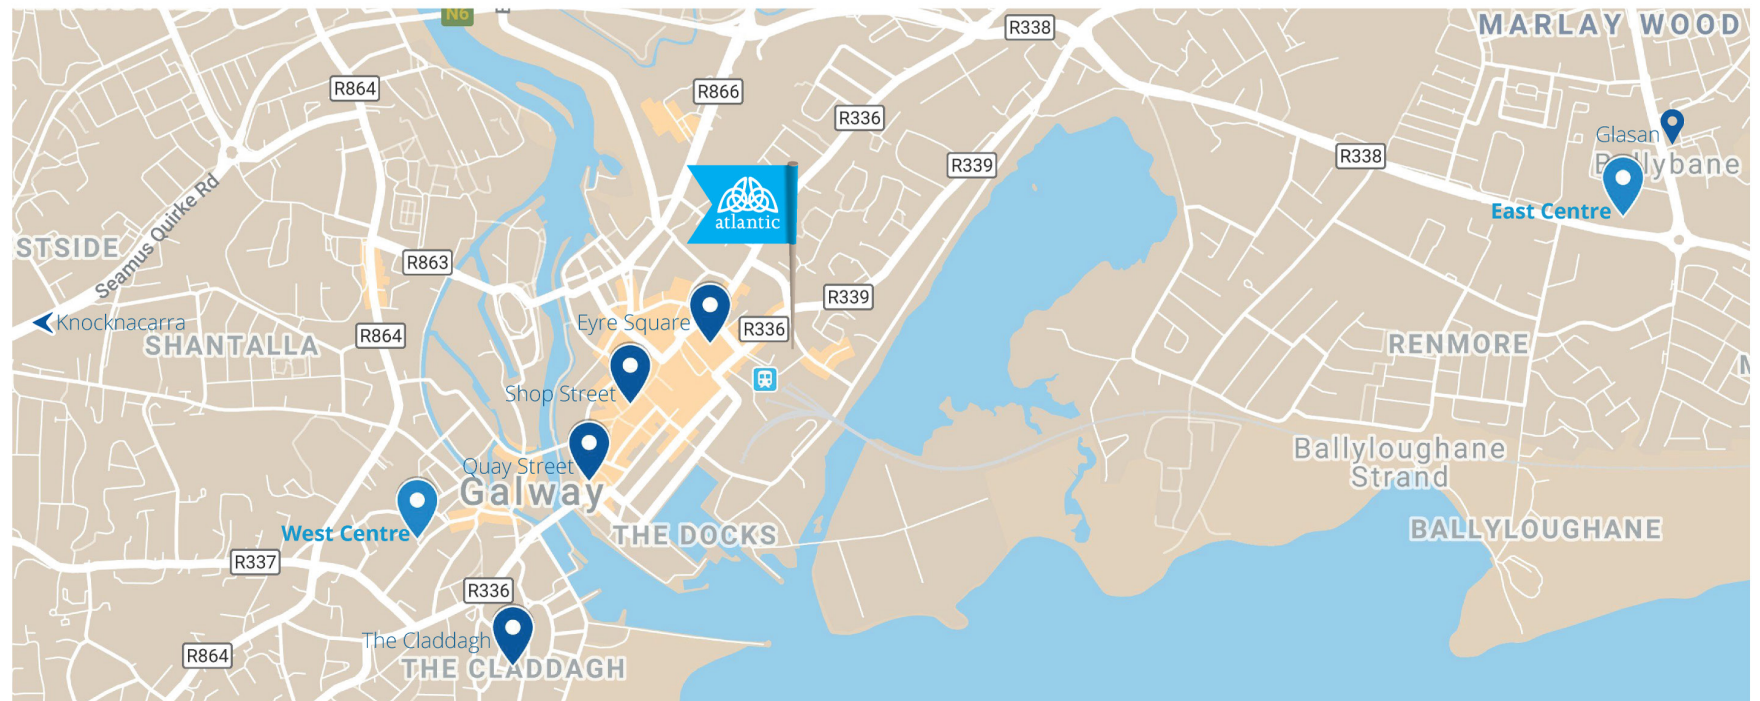 N6
R338
MARLAY WOOD
R864
R866
R336
Glasan
Ballybane
R338
R339
Seamus Quirke Rd
East Centre
atlantic
STSIDE
R863
R339
Knocknacarra
Eyre Square
R336
R864
SHANTALLA
RENMORE
Shop Street
Quay Street
Galway
Ballyloughane
Strand
West Centre
THE DOCKS
BALLYLOUGHANE
R337
R336
The Claddagh
R864
THE CLADDAGH